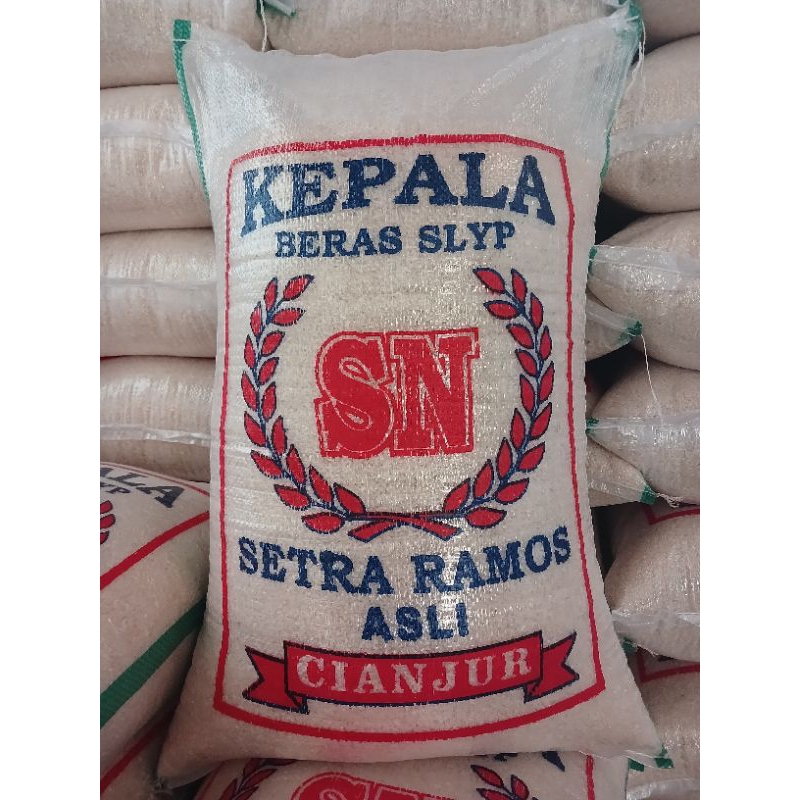 KEPALA
BERAS SLYP
SN
SETRA RAMOS
ASLI
CIANJUR